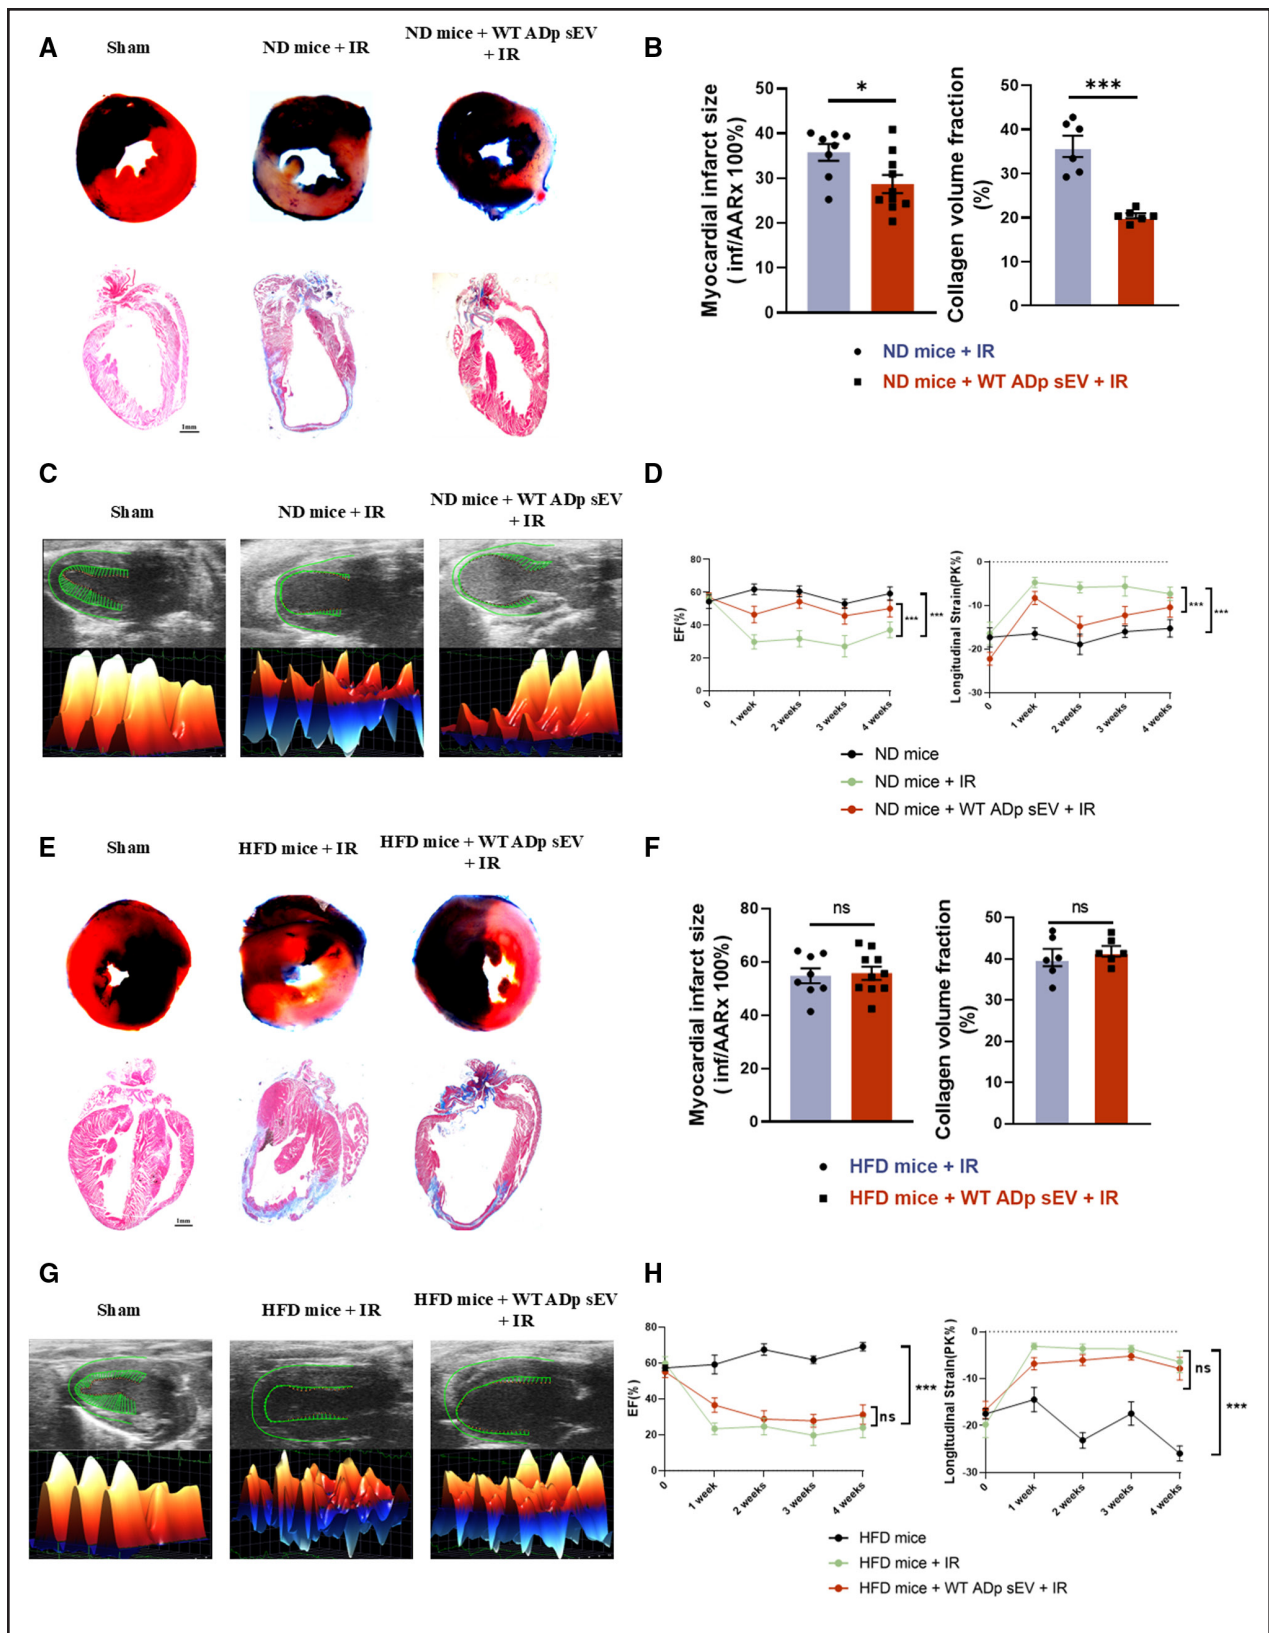 A
Sham
ND mice + IR
ND mice + WT ADp sEV
+ IR
1mm
B
Myocardial infarct size
( inf/AARx 100%)
50
40
30
20
10
0
*
Collagen volume fraction
(%)
50
40
30
20
10
0
***
ND mice + IR
ND mice + WT ADp sEV + IR
C
Sham
ND mice + IR
ND mice + WT ADp sEV
+ IR
D
EF(%)
80
60
40
20
0
0
1 week
2 weeks
3 weeks
4 weeks
***
***
Longitudinal Strain(PK%)
0
-10
-20
-30
0
1 week
2 weeks
3 weeks
4 weeks
***
***
ND mice
ND mice + IR
ND mice + WT ADp sEV + IR
E
Sham
HFD mice + IR
HFD mice + WT ADp sEV
+ IR
1mm
F
Myocardial infarct size
( inf/AARx 100%)
80
60
40
20
0
ns
Collagen volume fraction
(%)
50
40
30
20
10
0
ns
HFD mice + IR
HFD mice + WT ADp sEV + IR
G
Sham
HFD mice + IR
HFD mice + WT ADp sEV
+ IR
H
EF(%)
80
60
40
20
0
0
1 week
2 weeks
3 weeks
4 weeks
ns
***
Longitudinal Strain(PK%)
0
-10
-20
-30
0
1 week
2 weeks
3 weeks
4 weeks
ns
***
HFD mice
HFD mice + IR
HFD mice + WT ADp sEV + IR